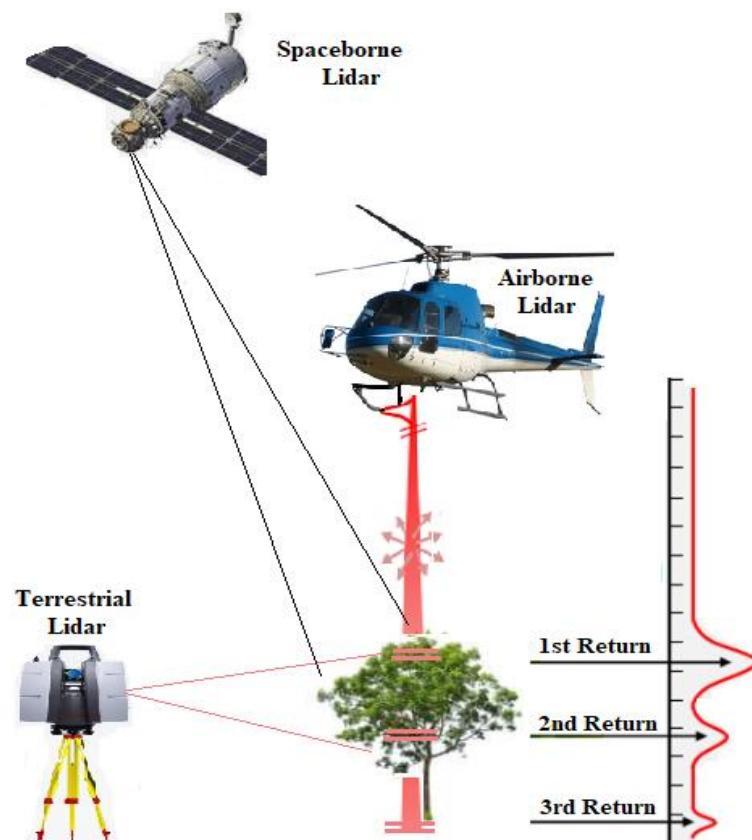 Spaceborne
Lidar
Airborne
Lidar
Terrestrial
Lidar
1st Return
2nd Return
3rd Return